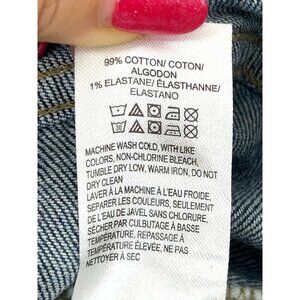 99% COTTON/ COTON/
ALGODON
1% ELASTANE/ ÉLASTHANNE/
ELASTANO
MACHINE WASH COLD, WITH LIKE
COLORS, NON-CHLORINE BLEACH,
TUMBLE DRY LOW, WARM IRON, DO NOT
DRY CLEAN
LAVER À LA MACHINE À L'EAU FROIDE,
SEPARER LES COULEURS, SEULEMENT
DE L'EAU DE JAVEL SANS CHLORURE,
SÉCHER PAR CULBUTAGE À BASSE
TEMPÉRATURE, REPASSAGE À
TEMPÉRATURE ÉLEVÉE, NE PAS
NETTOYER À SEC